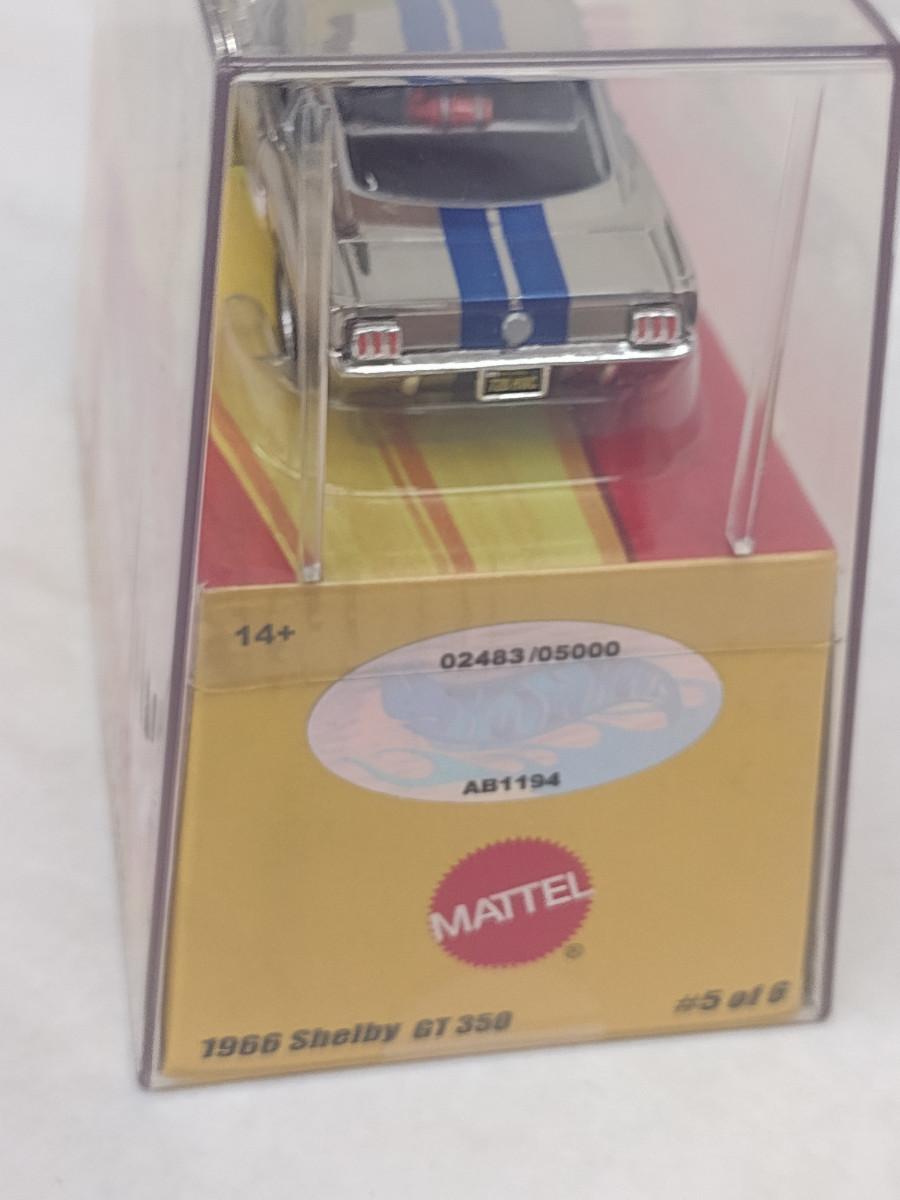 14+
02483/05000
AB1194
MATTEL
®
1966 Shelby GT 350
#5 of 6